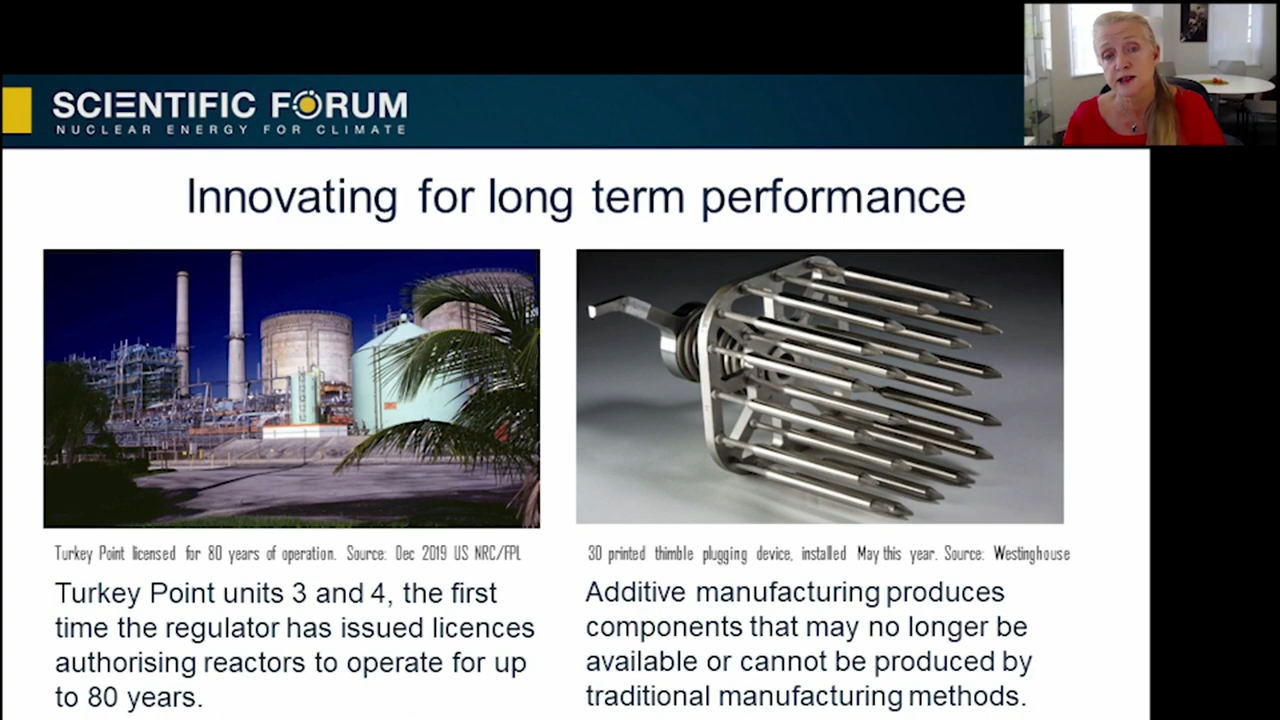 SCIENTIFIC FORUM
NUCLEAR ENERGY FOR CLIMATE
Innovating for long term performance
Turkey Point licensed for 80 years of operation. Source: Dec 2019 US NRC/FPL
3D printed thimble plugging device, installed May this year. Source: Westinghouse
Turkey Point units 3 and 4, the first
time the regulator has issued licences
authorising reactors to operate for up
to 80 years.
Additive manufacturing produces
components that may no longer be
available or cannot be produced by
traditional manufacturing methods.